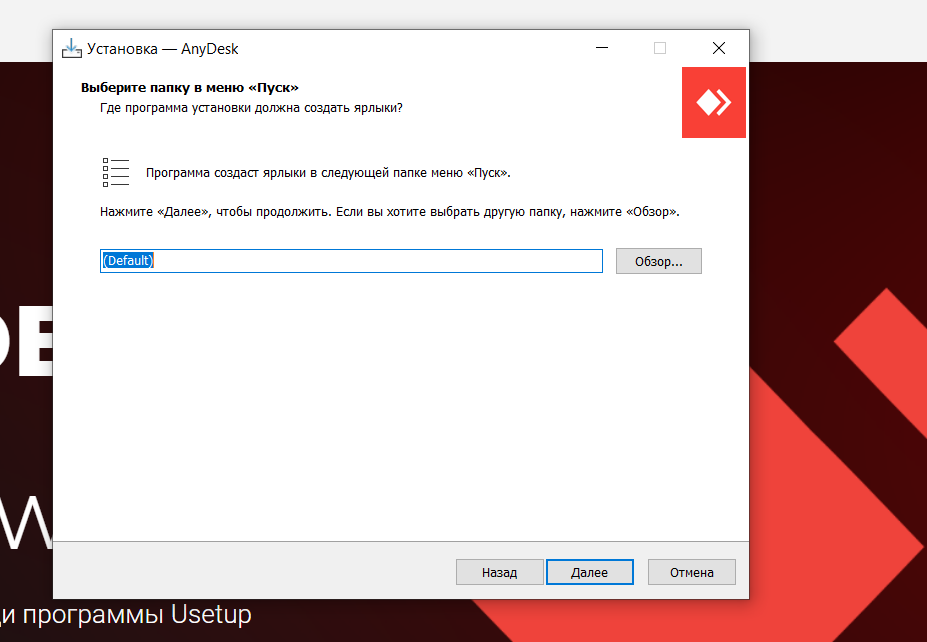 Установка — AnyDesk
Выберите папку в меню «Пуск»
Где программа установки должна создать ярлыки?
Программа создаст ярлыки в следующей папке меню «Пуск».
Нажмите «Далее», чтобы продолжить. Если вы хотите выбрать другую папку, нажмите «Обзор».
(Default)
Обзор...
Назад
Далее
Отмена
и программы Usetup